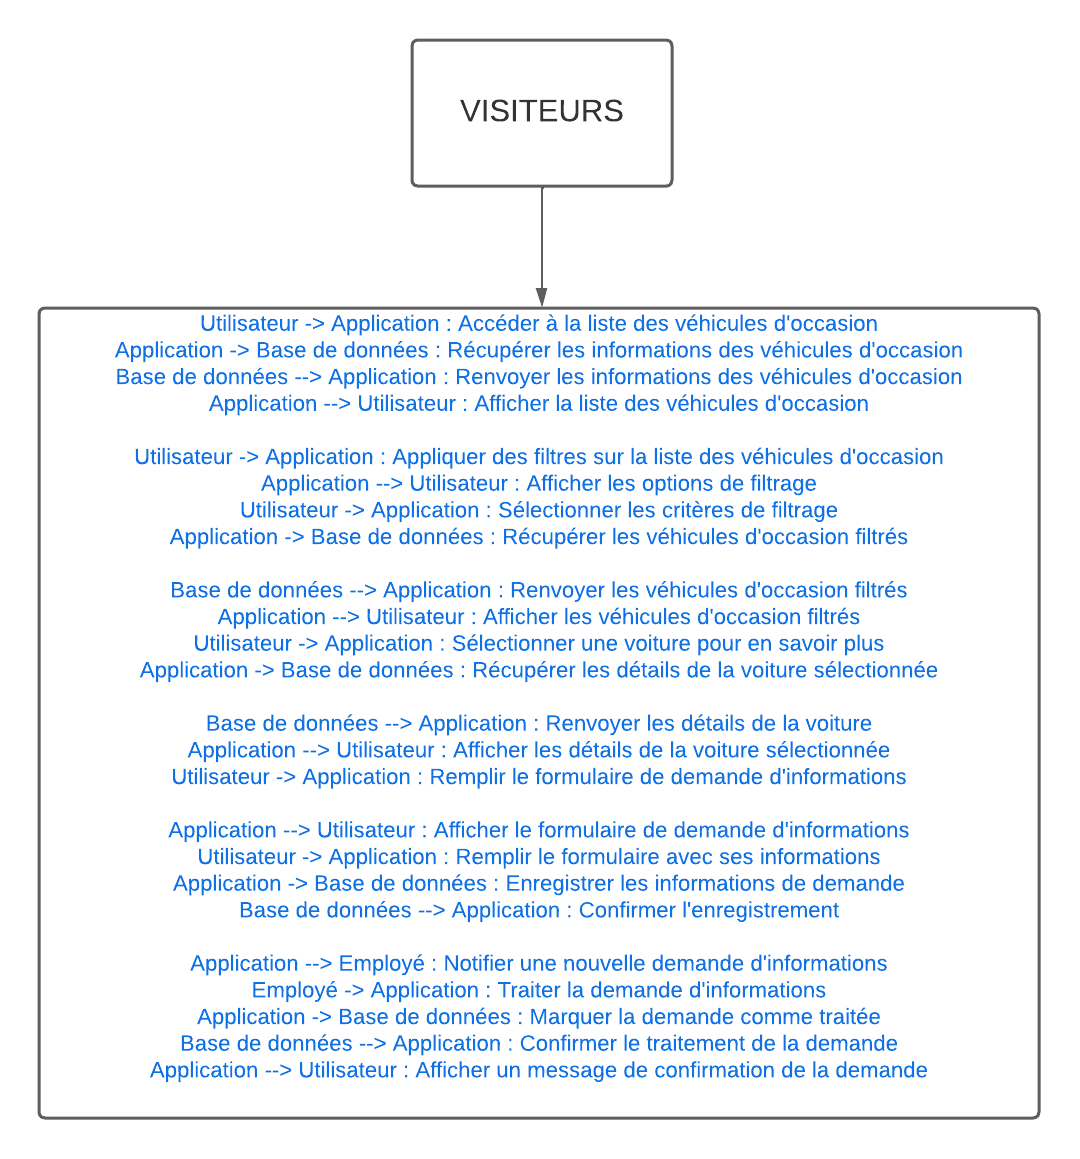 VISITEURS
Utilisateur -> Application : Accéder à la liste des véhicules d'occasion
Application -> Base de données : Récupérer les informations des véhicules d'occasion
Base de données --> Application : Renvoyer les informations des véhicules d'occasion
Application --> Utilisateur : Afficher la liste des véhicules d'occasion
Utilisateur -> Application : Appliquer des filtres sur la liste des véhicules d'occasion
Application --> Utilisateur : Afficher les options de filtrage
Utilisateur -> Application : Sélectionner les critères de filtrage
Application -> Base de données : Récupérer les véhicules d'occasion filtrés
Base de données --> Application : Renvoyer les véhicules d'occasion filtrés
Application --> Utilisateur : Afficher les véhicules d'occasion filtrés
Utilisateur -> Application : Sélectionner une voiture pour en savoir plus
Application -> Base de données : Récupérer les détails de la voiture sélectionnée
Base de données --> Application : Renvoyer les détails de la voiture
Application --> Utilisateur : Afficher les détails de la voiture sélectionnée
Utilisateur -> Application : Remplir le formulaire de demande d'informations
Application --> Utilisateur : Afficher le formulaire de demande d'informations
Utilisateur -> Application : Remplir le formulaire avec ses informations
Application -> Base de données : Enregistrer les informations de demande
Base de données --> Application : Confirmer l'enregistrement
Application --> Employé : Notifier une nouvelle demande d'informations
Employé -> Application : Traiter la demande d'informations
Application -> Base de données : Marquer la demande comme traitée
Base de données --> Application : Confirmer le traitement de la demande
Application --> Utilisateur : Afficher un message de confirmation de la demande